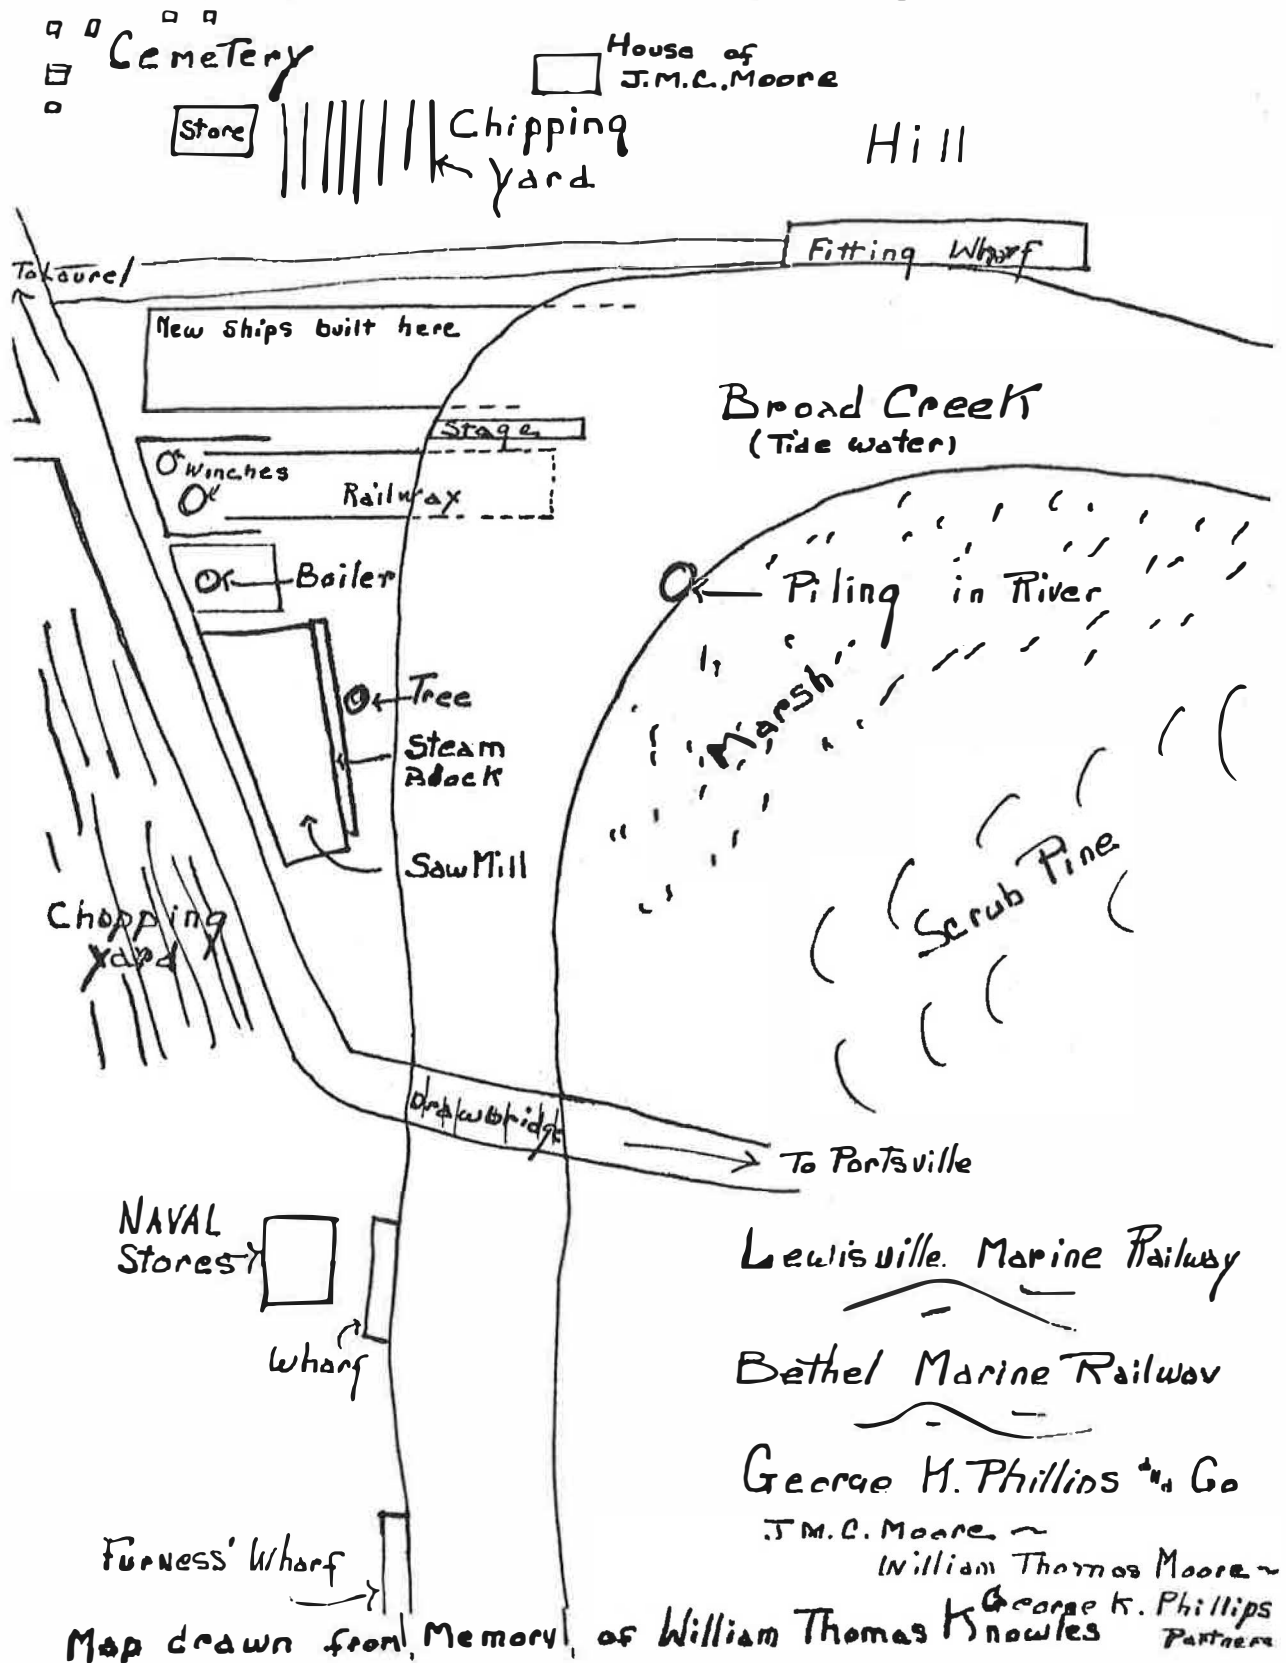 Cemetery
House of
J.M.C. Moore
Store
Chipping
Yard
Hill
To Laurel
Fitting Wharf
New Ships built here
Broad Creek
(Tide water)
Stage
Winches
Railway
Boiler
Piling in River
Tree
Marsh
Steam
Block
Saw Mill
Scrub Pine
Chopping
Yard
Drawbridge
To Portsville
NAVAL
Stores
Wharf
Lewisville Marine Railway
Bethel Marine Railway
George H. Phillips and Co
J M.C. Moore ~
William Thomas Moore ~
George K. Phillips
Partners
Furness' Wharf
Map drawn from Memory of William Thomas Knowles